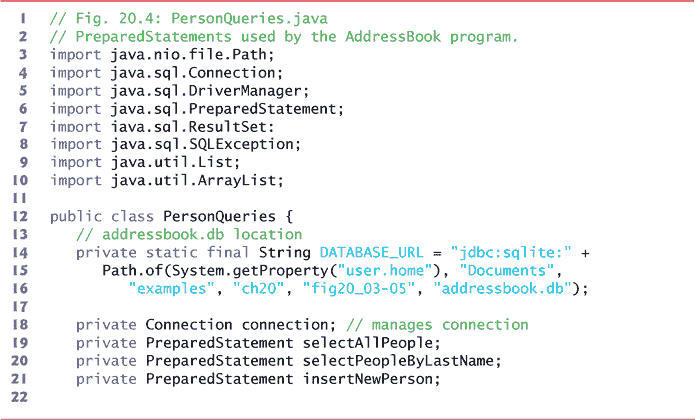 1 // Fig. 20.4: PersonQueries.java
2 // PreparedStatements used by the AddressBook program.
3 import java.nio.file.Path;
4 import java.sql.Connection;
5 import java.sql.DriverManager;
6 import java.sql.PreparedStatement;
7 import java.sql.ResultSet:
8 import java.sql.SQLException;
9 import java.util.List;
10 import java.util.ArrayList;
11
12 public class PersonQueries {
13 // addressbook.db location
14 private static final String DATABASE_URL = "jdbc:sqlite:" +
15 Path.of(System.getProperty("user.home"), "Documents",
16 "examples", "ch20", "fig20_03-05", "addressbook.db");
17
18 private Connection connection; // manages connection
19 private PreparedStatement selectAllPeople;
20 private PreparedStatement selectPeopleByLastName;
21 private PreparedStatement insertNewPerson;
22